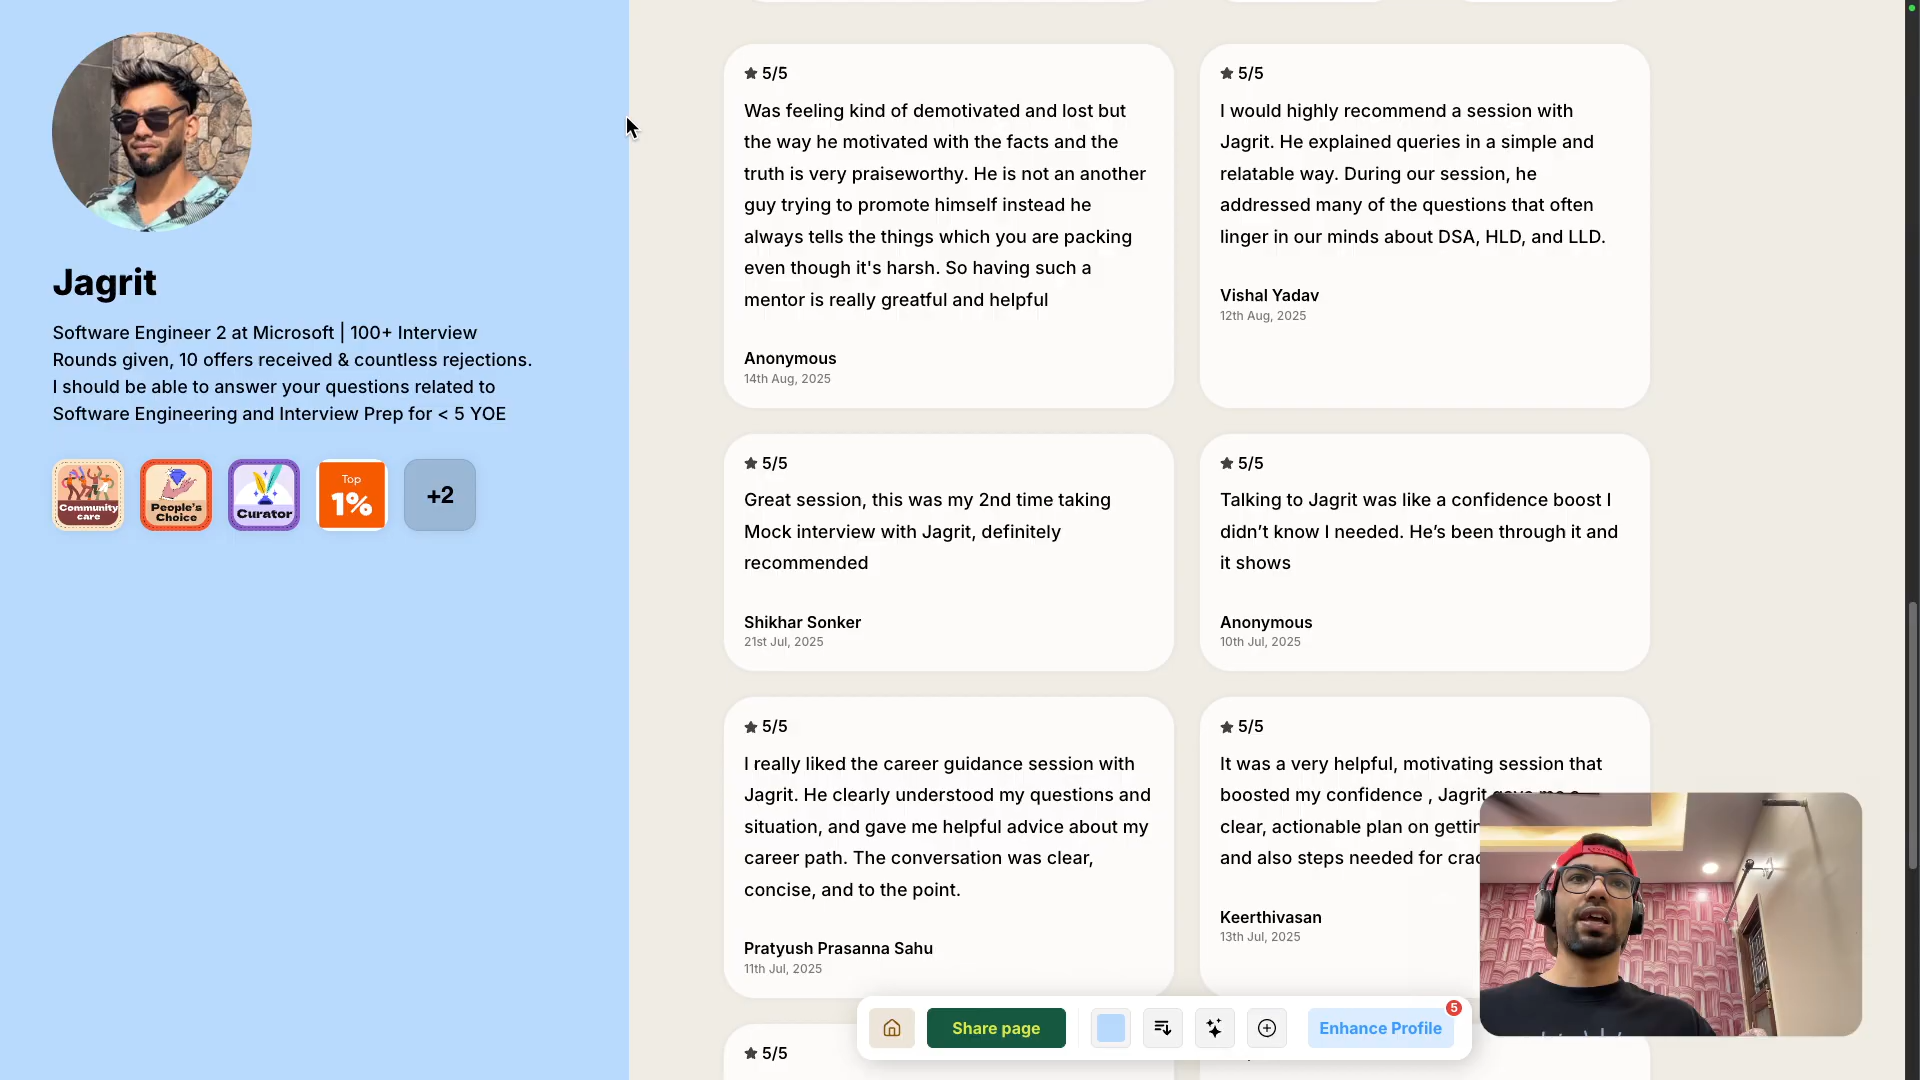 Jagrit
Software Engineer 2 at Microsoft | 100+ Interview
Rounds given, 10 offers received & countless rejections.
I should be able to answer your questions related to
Software Engineering and Interview Prep for < 5 YOE
Community
care
People's
Choice
Curator
Top
1%
+2
5/5
Was feeling kind of demotivated and lost but
the way he motivated with the facts and the
truth is very praiseworthy. He is not an another
guy trying to promote himself instead he
always tells the things which you are packing
even though it's harsh. So having such a
mentor is really greatful and helpful
Anonymous
14th Aug, 2025
5/5
I would highly recommend a session with
Jagrit. He explained queries in a simple and
relatable way. During our session, he
addressed many of the questions that often
linger in our minds about DSA, HLD, and LLD.
Vishal Yadav
12th Aug, 2025
5/5
Great session, this was my 2nd time taking
Mock interview with Jagrit, definitely
recommended
Shikhar Sonker
21st Jul, 2025
5/5
Talking to Jagrit was like a confidence boost I
didn’t know I needed. He’s been through it and
it shows
Anonymous
10th Jul, 2025
5/5
I really liked the career guidance session with
Jagrit. He clearly understood my questions and
situation, and gave me helpful advice about my
career path. The conversation was clear,
concise, and to the point.
Pratyush Prasanna Sahu
11th Jul, 2025
5/5
It was a very helpful, motivating session that
boosted my confidence , Jagrit
clear, actionable plan on
and also steps needed for
Keerthivasan
13th Jul, 2025
5/5
Share page
Enhance Profile
5